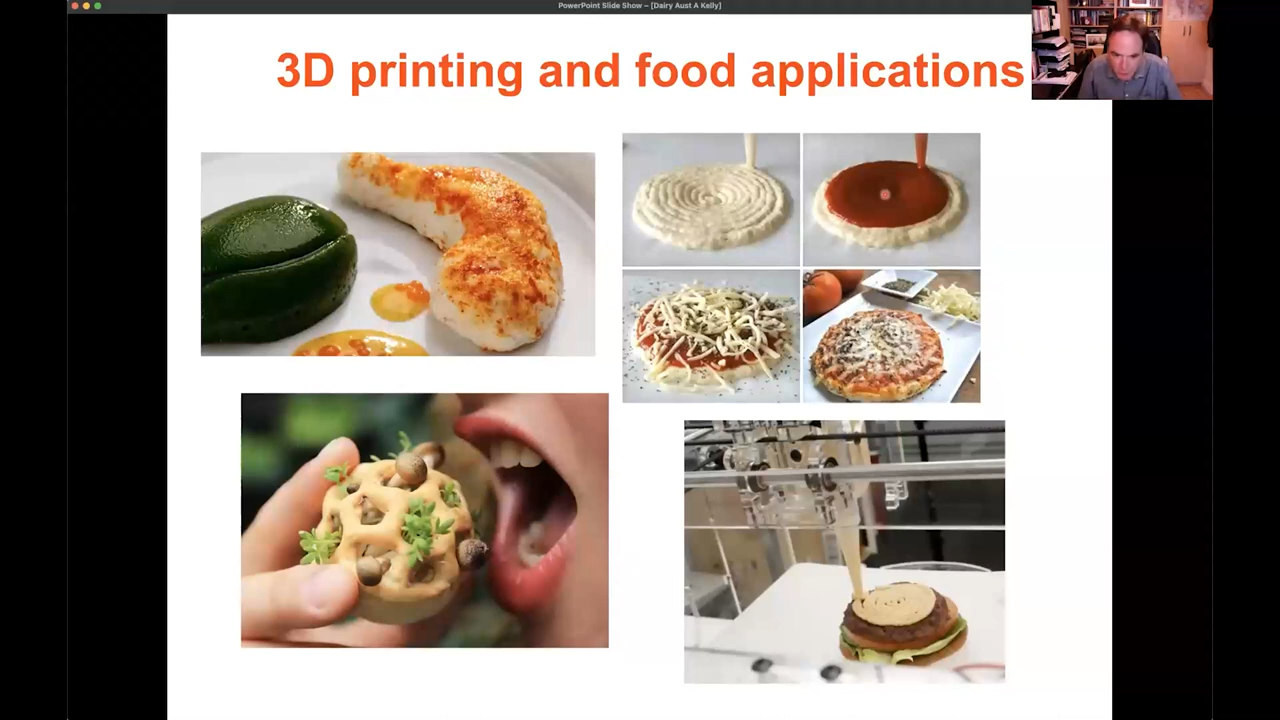 PowerPoint Slide Show – [Dairy Aust A Kelly]
3D printing and food applications